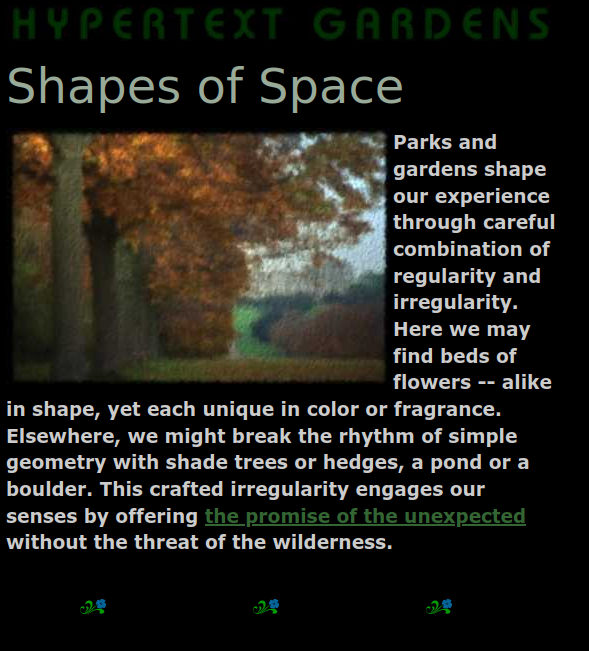 HYPERTEXT GARDENS
Shapes of Space
Parks and
gardens shape
our experience
through careful
combination of
regularity and
irregularity.
Here we may
find beds of
flowers -- alike
in shape, yet each unique in color or fragrance.
Elsewhere, we might break the rhythm of simple
geometry with shade trees or hedges, a pond or a
boulder. This crafted irregularity engages our
senses by offering the promise of the unexpected
without the threat of the wilderness.